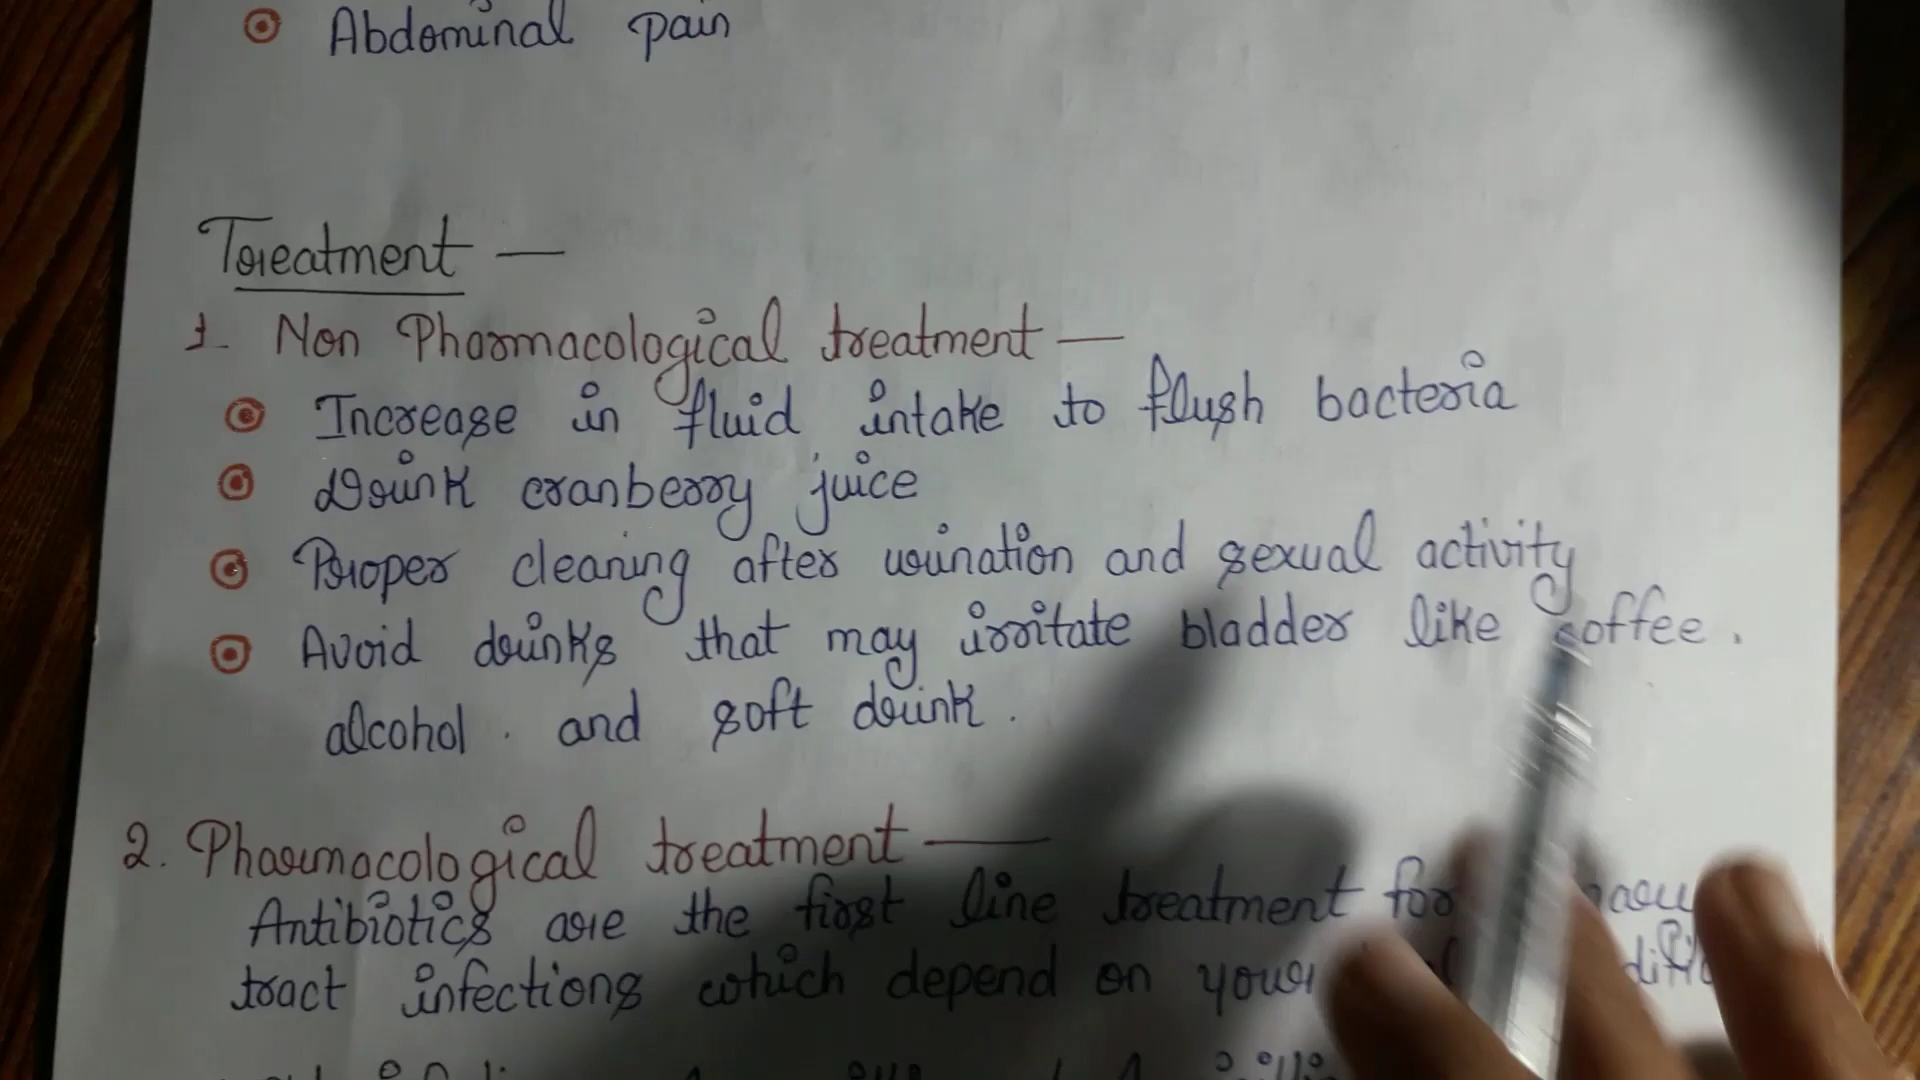 Abdominal pain
Treatment —
1. Non Pharmacological treatment —
Increase in fluid intake to flush bacteria
Drink cranberry juice
Proper cleaning after urination and sexual activity
Avoid drinks that may irritate bladder like coffee,
alcohol. and soft drink.
2. Pharmacological treatment —
Antibiotics are the first line treatment for
tract infections which depend on your